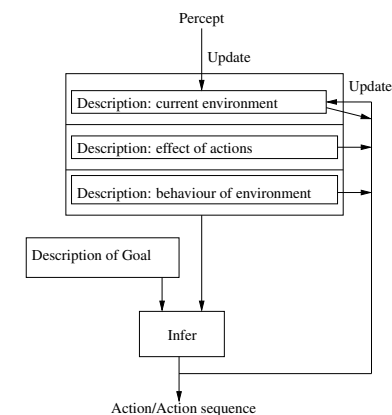 Percept
Update
Update
Description: current environment
Description: effect of actions
Description: behaviour of environment
Description of Goal
Infer
Action/Action sequence